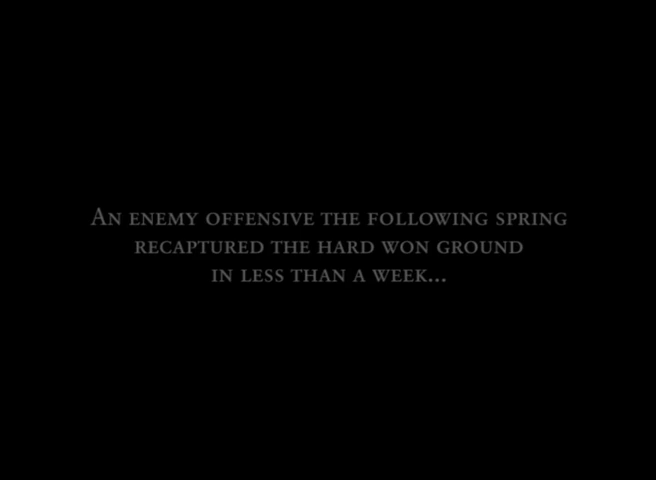 An enemy offensive the following spring
recaptured the hard won ground
in less than a week...